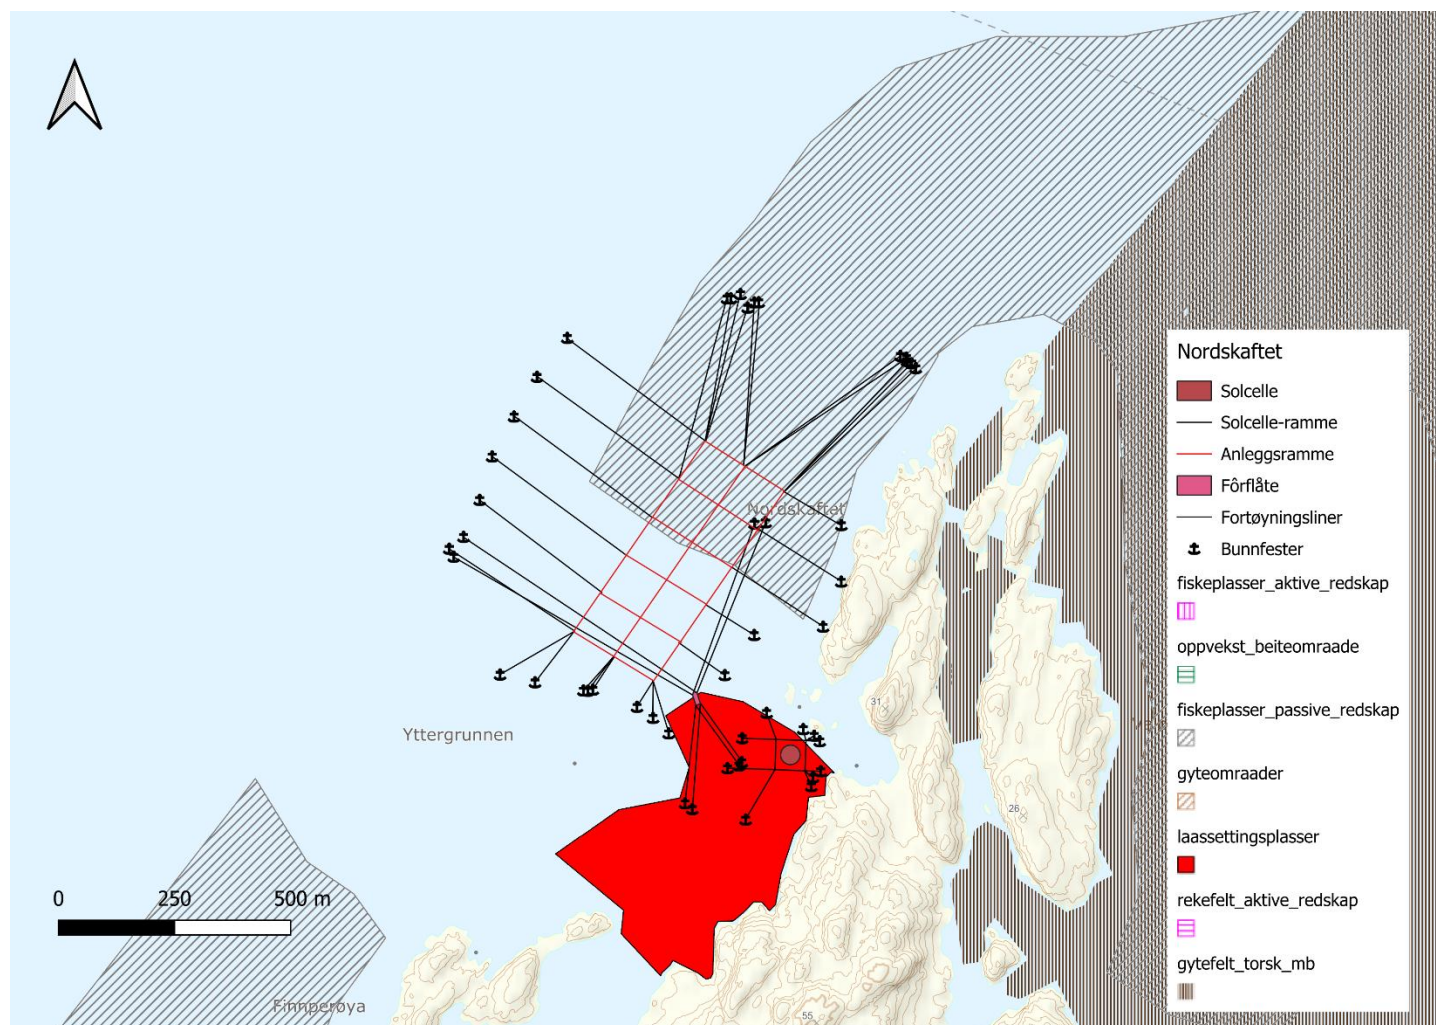 Nordskaftet
Yttergrunnen
Finnperøya
31
26
55
0 250 500 m
Nordskaftet
Solcelle
Solcelle-ramme
Anleggsramme
Fôrflåte
Fortøyningsliner
Bunnfester
fiskeplasser_aktive_redskap
oppvekst_beiteomraade
fiskeplasser_passive_redskap
gyteomraader
laassettingsplasser
rekefelt_aktive_redskap
gytefelt_torsk_mb